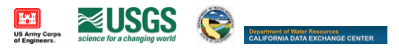 US Army Corps
of Engineers.
USGS
science for a changing world
Department of Water Resources
CALIFORNIA DATA EXCHANGE CENTER